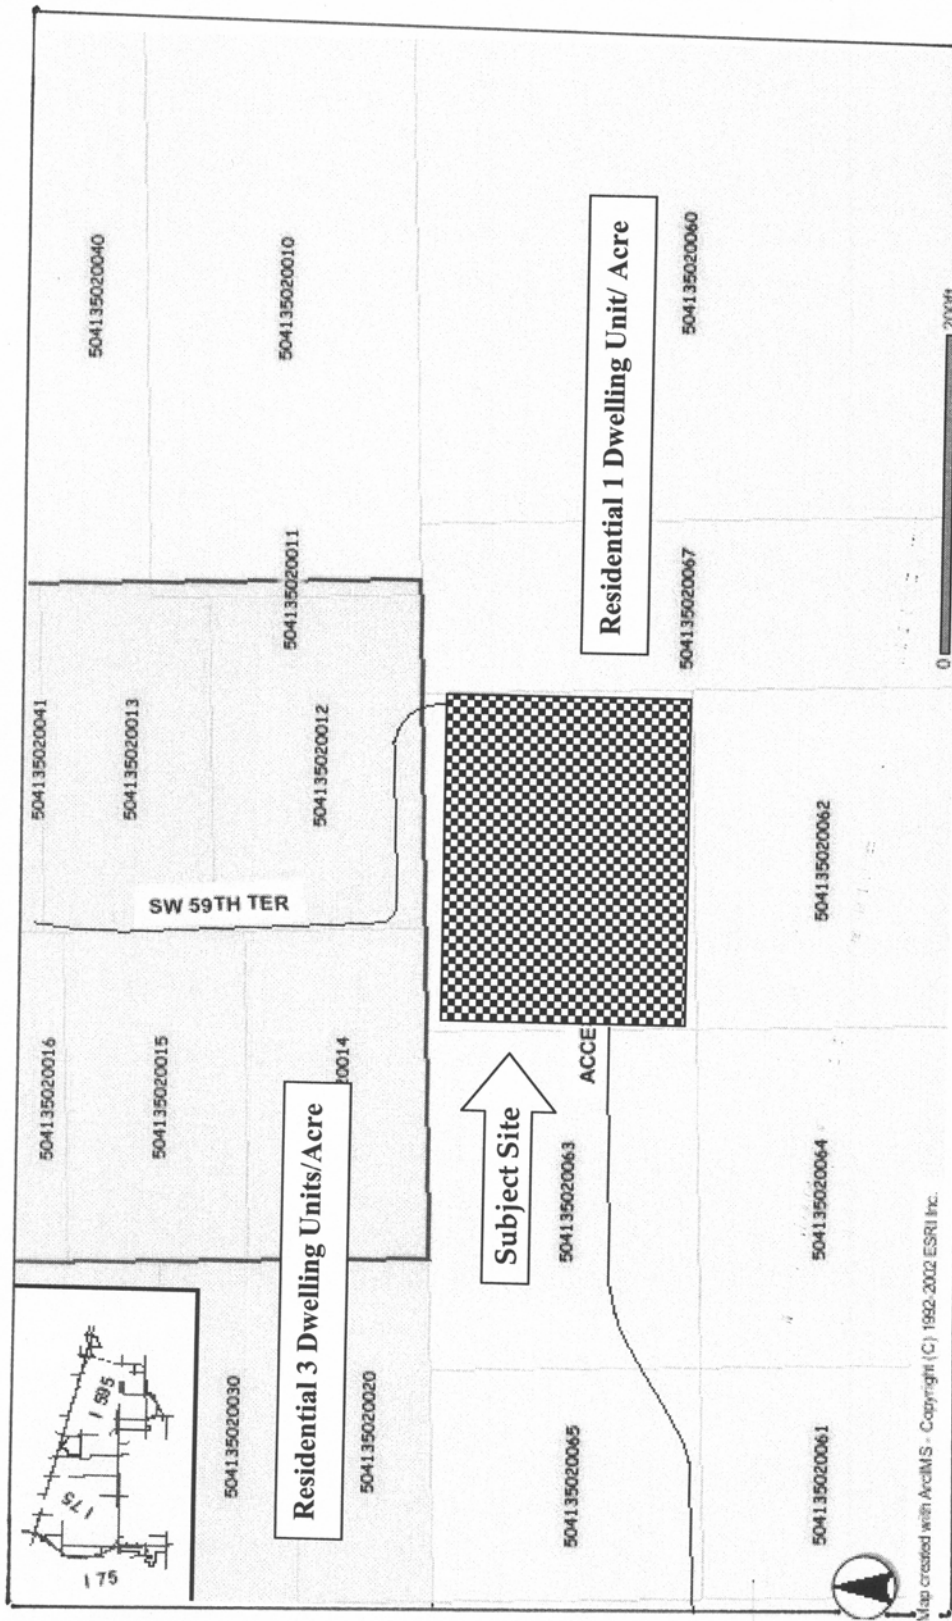 I 75
I 75
I 595
504135020016
504135020041
504135020040
504135020015
504135020013
504135020030
SW 59TH TER
504135020010
504135020011
Residential 3 Dwelling Units/Acre
20014
504135020012
504135020020
Subject Site
504135020063
504135020065
ACCE
Residential 1 Dwelling Unit/ Acre
504135020067
504135020060
504135020061
504135020064
504135020062
0 200ft
Map created with ArcIMS - Copyright (C) 1992-2002 ESRI Inc.